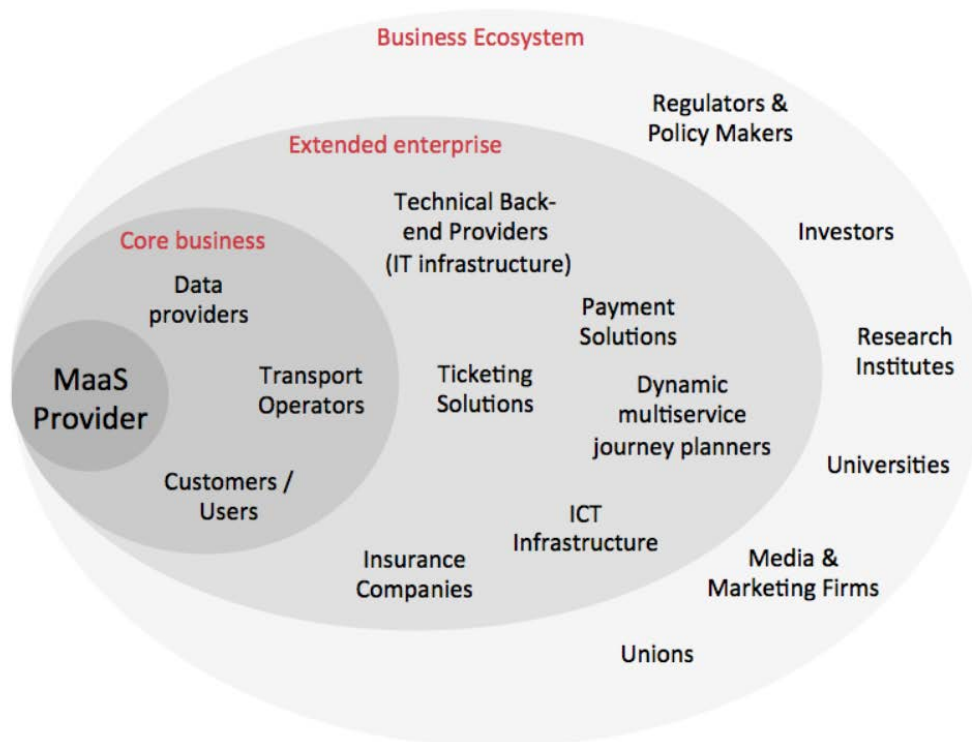 Business Ecosystem
Regulators &
Policy Makers
Extended enterprise
Technical Back-
end Providers
(IT infrastructure)
Investors
Core business
Data
providers
Payment
Solutions
Research
Institutes
MaaS
Provider
Transport
Operators
Ticketing
Solutions
Dynamic
multiservice
journey planners
Universities
Customers /
Users
ICT
Infrastructure
Insurance
Companies
Media &
Marketing Firms
Unions